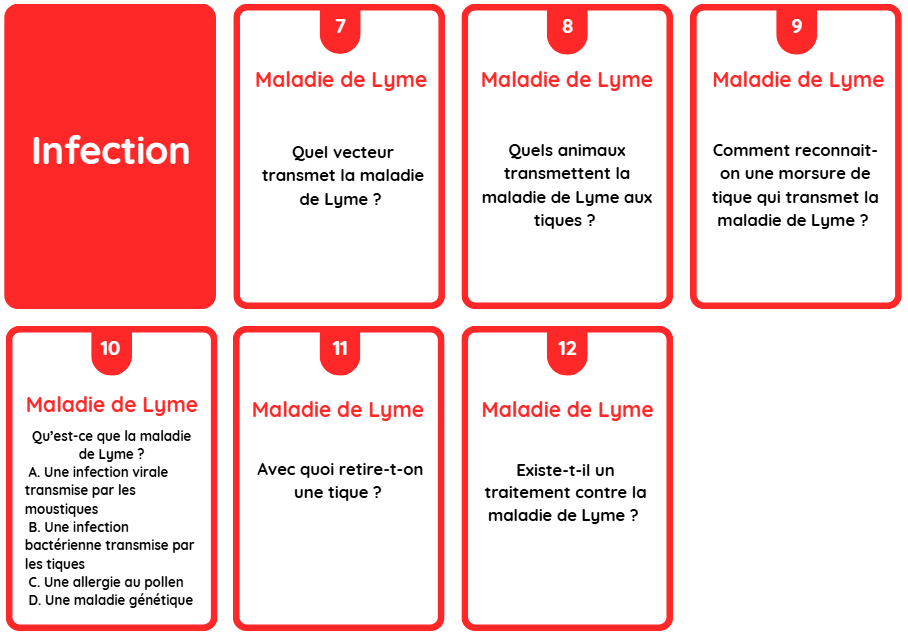 Infection
7
Maladie de Lyme
Quel vecteur
transmet la maladie
de Lyme ?
8
Maladie de Lyme
Quels animaux
transmettent la
maladie de Lyme aux
tiques ?
9
Maladie de Lyme
Comment reconnait-
on une morsure de
tique qui transmet la
maladie de Lyme ?
10
Maladie de Lyme
Qu'est-ce que la maladie
de Lyme ?
A. Une infection virale
transmise par les
moustiques
B. Une infection
bactérienne transmise par
les tiques
C. Une allergie au pollen
D. Une maladie génétique
11
Maladie de Lyme
Avec quoi retire-t-on
une tique ?
12
Maladie de Lyme
Existe-t-il un
traitement contre la
maladie de Lyme ?